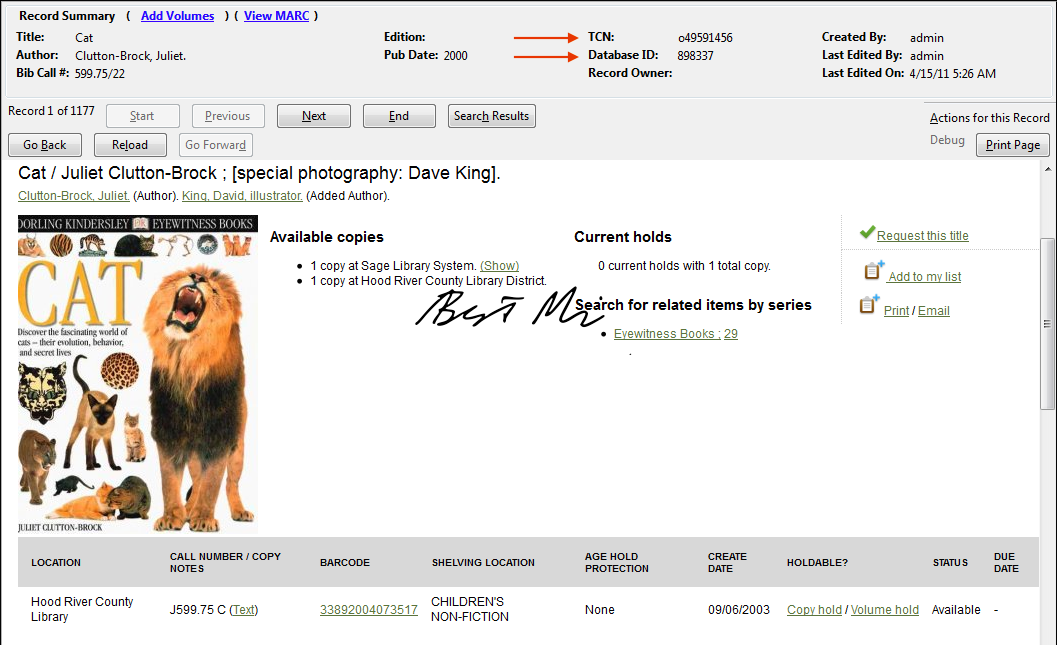 Record Summary ( Add Volumes ) ( View MARC )
Title: Cat Edition: TCN: o49591456 Created By: admin
Author: Clutton-Brock, Juliet. Pub Date: 2000 Database ID: 898337 Last Edited By: admin
Bib Call #: 599.75/22 Record Owner: Last Edited On: 4/15/11 5:26 AM
Record 1 of 1177 Start Previous Next End Search Results Actions for this Record
Go Back Reload Go Forward Debug Print Page
Cat / Juliet Clutton-Brock ; [special photography: Dave King].
Clutton-Brock, Juliet. (Author). King, David, illustrator. (Added Author).
DORLING KINDERSLEY DK EYEWITNESS BOOKS
CAT
Discover the fascinating world of
cats – their evolution, behavior,
and secret lives
JULIET CLUTTON-BROCK
Available copies
1 copy at Sage Library System. (Show)
1 copy at Hood River County Library District.
Best
Current holds
0 current holds with 1 total copy.
Search for related items by series
Eyewitness Books ; 29
Request this title
Add to my list
Print / Email
LOCATION CALL NUMBER / COPY NOTES BARCODE SHELVING LOCATION AGE HOLD PROTECTION CREATE DATE HOLDABLE? STATUS DUE DATE
Hood River County Library J599.75 C (Text) 33892004073517 CHILDREN'S NON-FICTION None 09/06/2003 Copy hold / Volume hold Available -